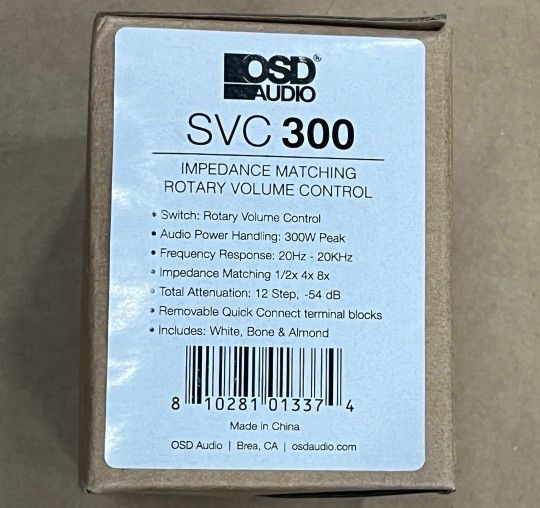 OSD®
AUDIO
SVC 300
IMPEDANCE MATCHING
ROTARY VOLUME CONTROL
• Switch: Rotary Volume Control
• Audio Power Handling: 300W Peak
• Frequency Response: 20Hz - 20KHz
• Impedance Matching 1/2x 4x 8x
• Total Attenuation: 12 Step, -54 dB
• Removable Quick Connect terminal blocks
• Includes: White, Bone & Almond
8 10281 01337 4
Made in China
OSD Audio | Brea, CA | osdaudio.com